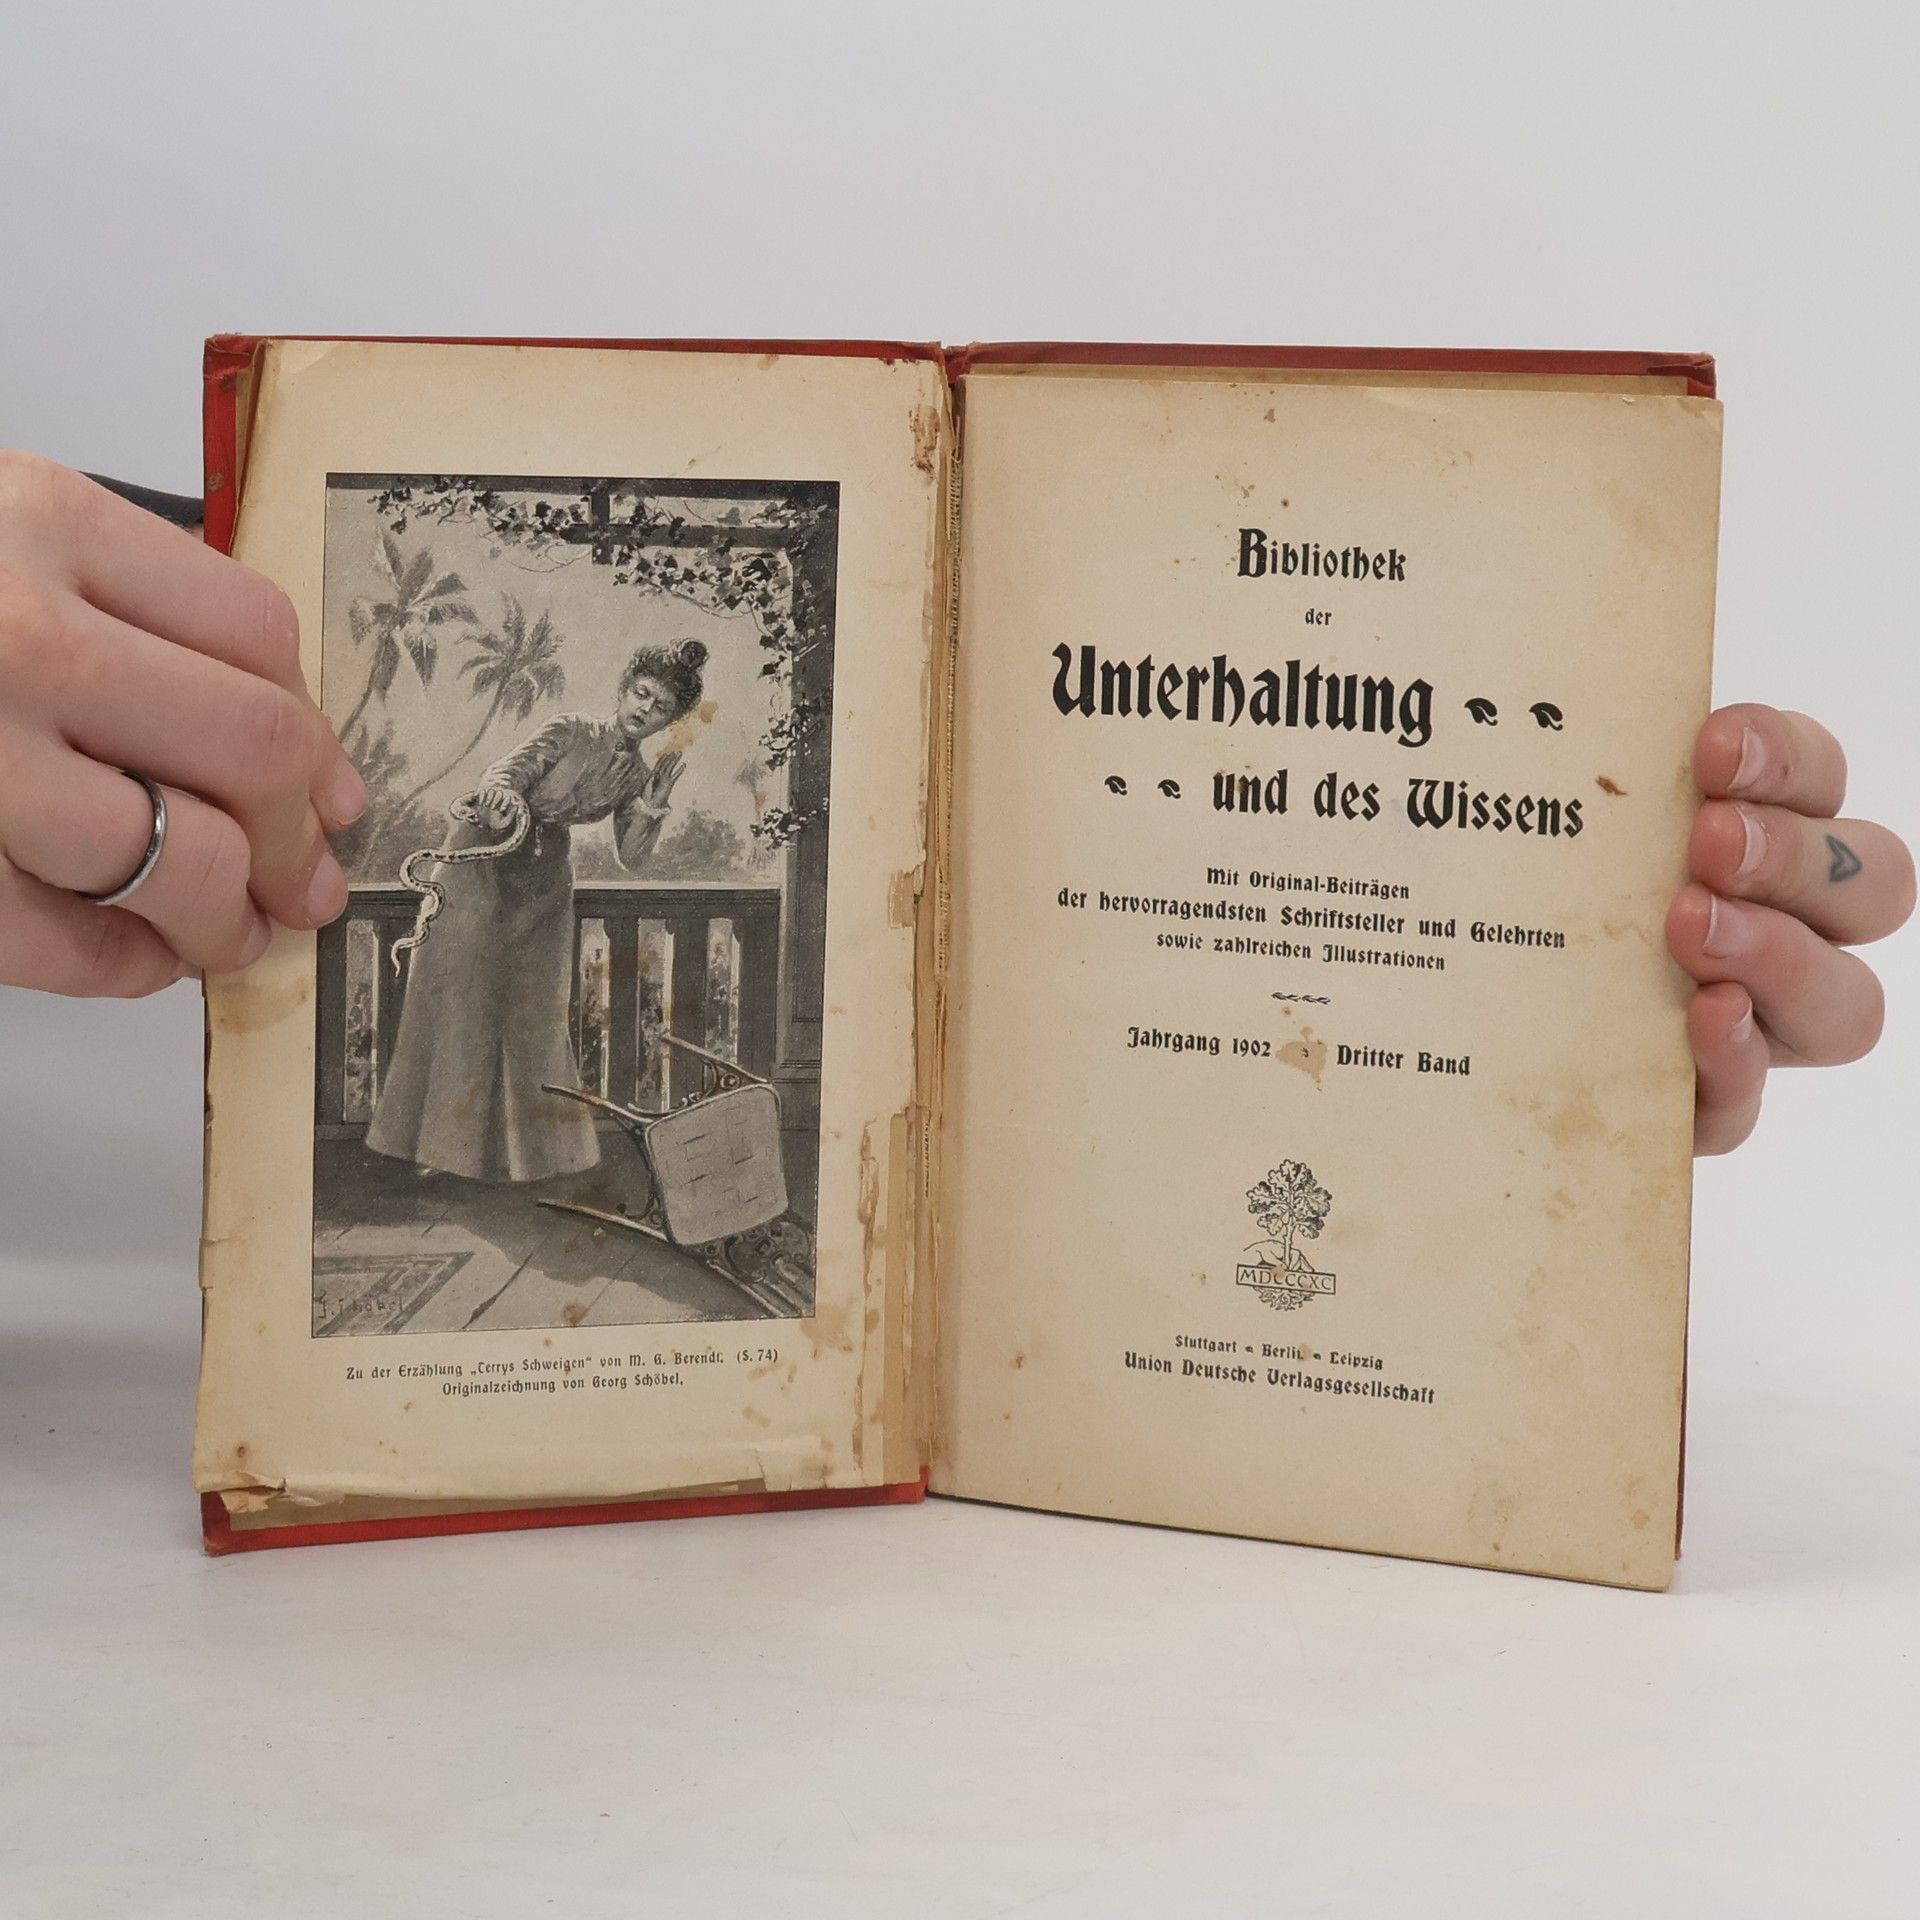 G. Schöbel
Zu der Erzählung „Terrys Schweigen“ von M. G. Berendt. (S. 74)
Originalzeichnung von Georg Schöbel.
Bibliothek
der
Unterhaltung
und des Wissens
Mit Original-Beiträgen
der hervorragendsten Schriftsteller und Gelehrten
sowie zahlreichen Illustrationen
Jahrgang 1902 Dritter Band
MDCCCXC
Stuttgart Berlin Leipzig
Union Deutsche Verlagsgesellschaft